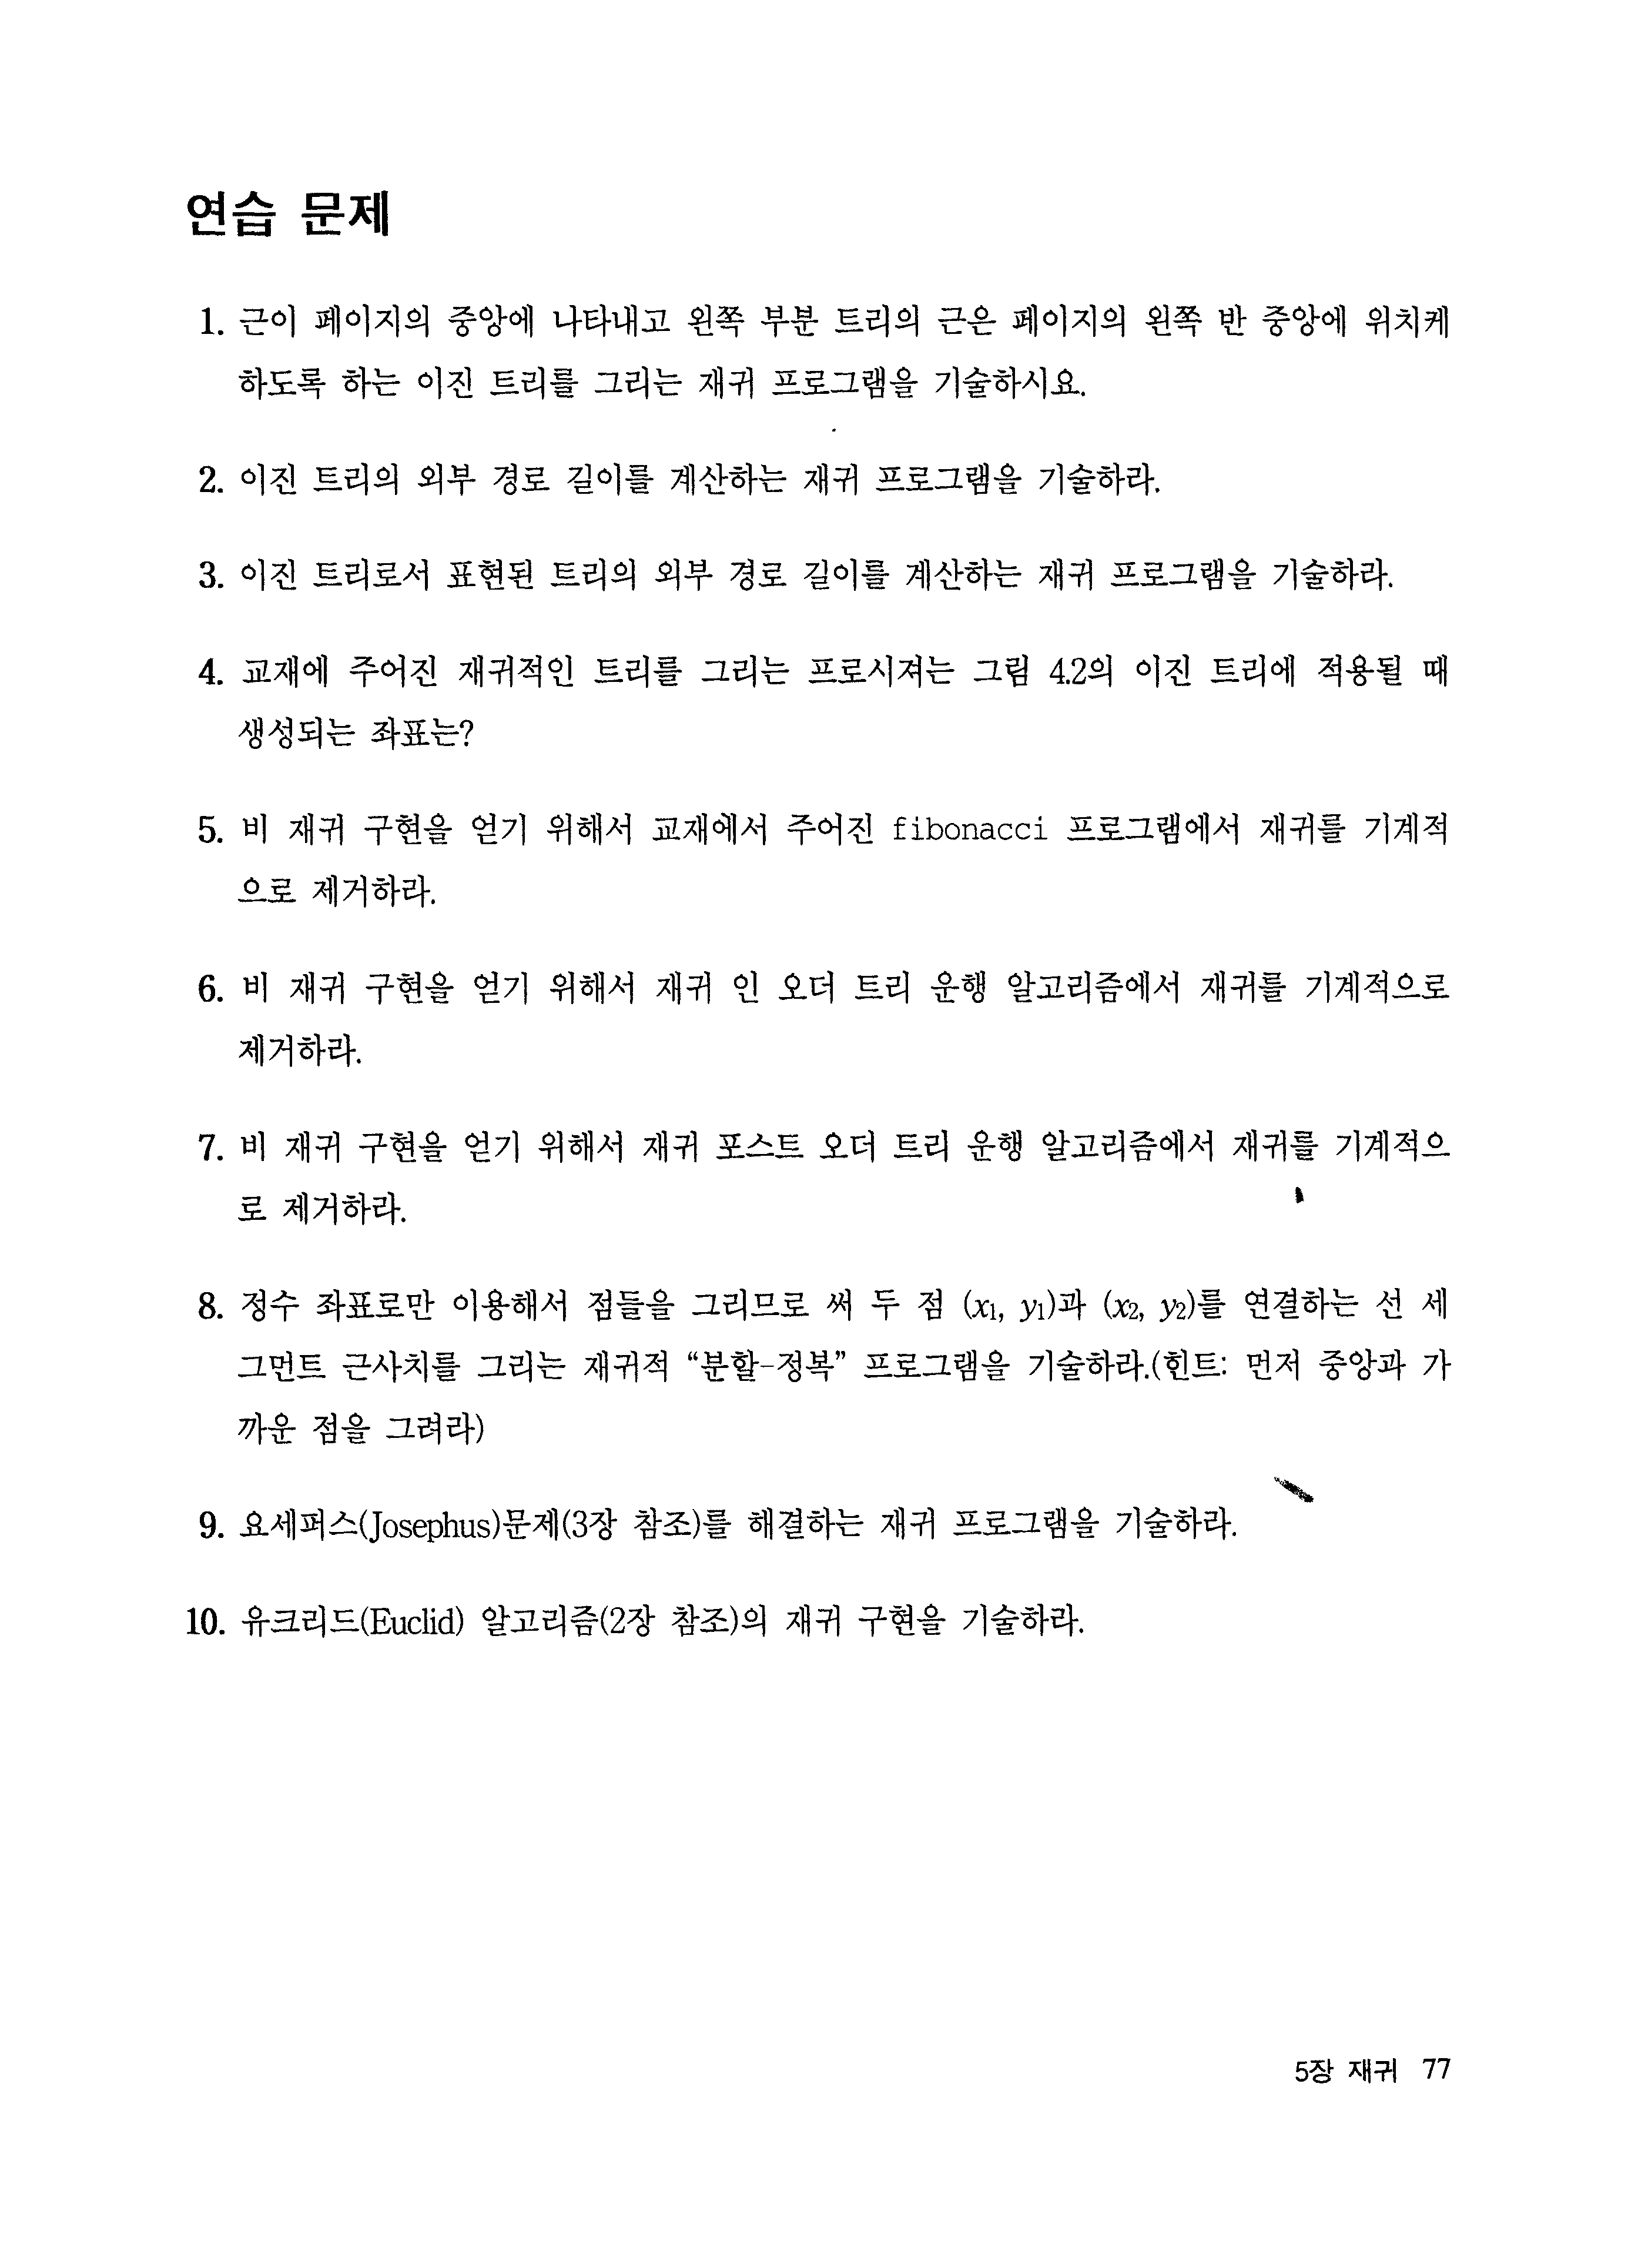 연습 문제
1. 근이 페이지의 중앙에 나타내고 왼쪽 부분 트리의 근은 페이지의 왼쪽 반 중앙에 위치케
하도록 하는 이진 트리를 그리는 재귀 프로그램을 기술하시요.
2. 이진 트리의 외부 경로 길이를 계산하는 재귀 프로그램을 기술하라.
3. 이진 트리로서 표현된 트리의 외부 경로 길이를 계산하는 재귀 프로그램을 기술하라.
4. 교재에 주어진 재귀적인 트리를 그리는 프로시져는 그림 4.2의 이진 트리에 적용될 때
생성되는 좌표는?
5. 비 재귀 구현을 얻기 위해서 교재에서 주어진 fibonacci 프로그램에서 재귀를 기계적
으로 제거하라.
6. 비 재귀 구현을 얻기 위해서 재귀 인 오더 트리 운행 알고리즘에서 재귀를 기계적으로
제거하라.
7. 비 재귀 구현을 얻기 위해서 재귀 포스트 오더 트리 운행 알고리즘에서 재귀를 기계적으
로 제거하라.
8. 정수 좌표로만 이용해서 점들을 그리므로 써 두 점 (x1, y1)과 (x2, y2)를 연결하는 선 세
그먼트 근사치를 그리는 재귀적 “분할-정복” 프로그램을 기술하라.(힌트: 먼저 중앙과 가
까운 점을 그려라)
9. 요세퍼스(Josephus)문제(3장 참조)를 해결하는 재귀 프로그램을 기술하라.
10. 유크리드(Euclid) 알고리즘(2장 참조)의 재귀 구현을 기술하라.
5장 재귀 77